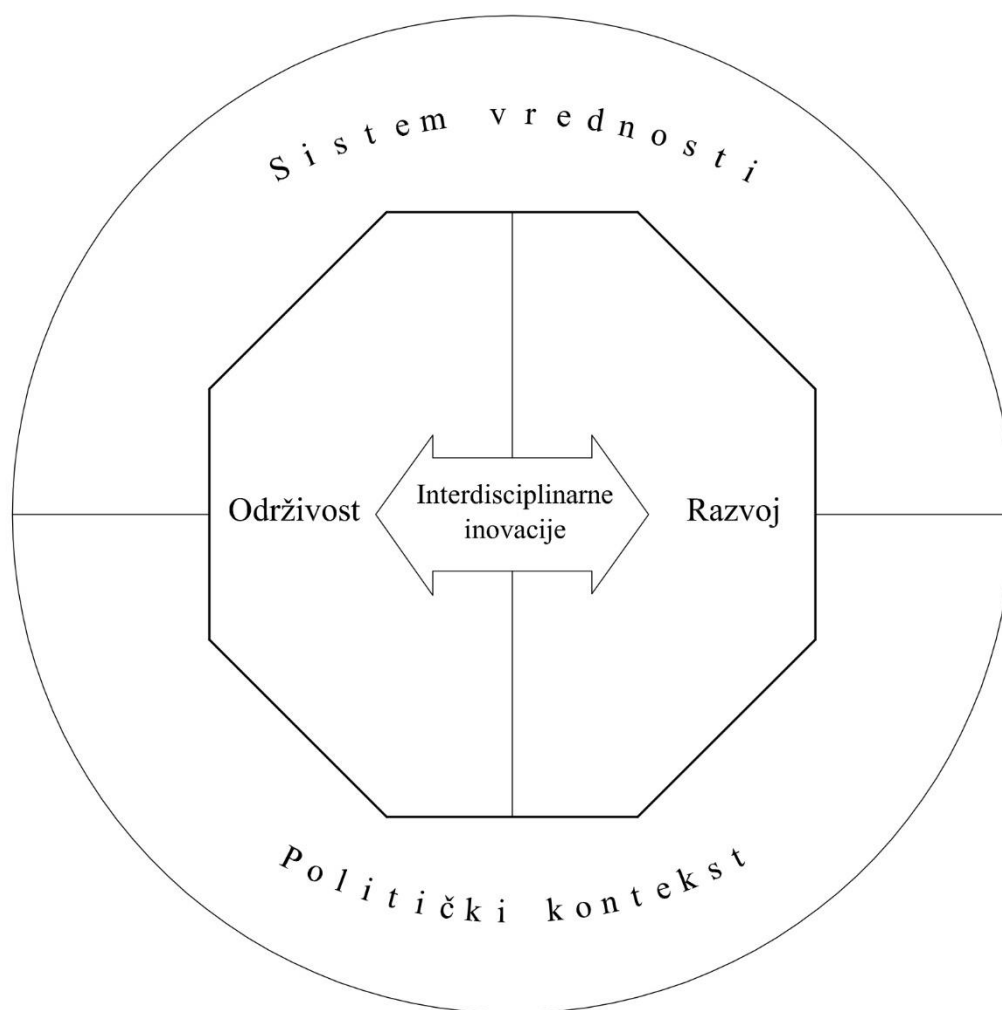 Sistem vrednosti
Održivost
Interdisciplinarne
inovacije
Razvoj
Politički kontekst